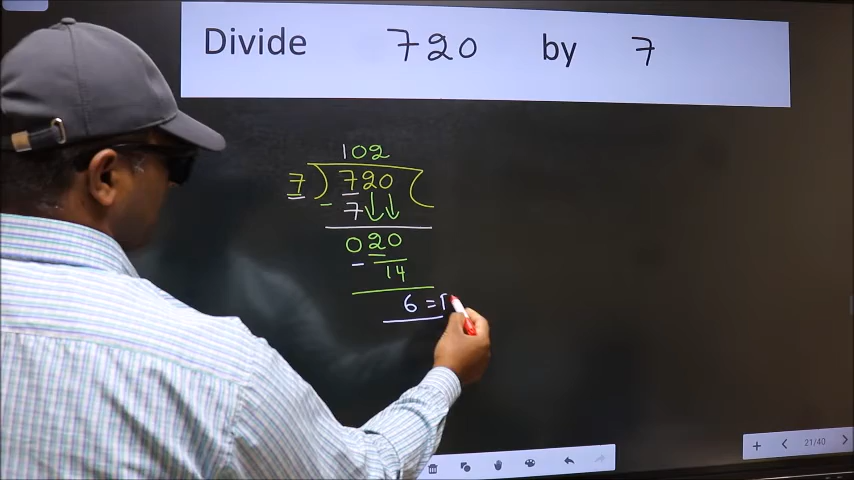 Divide 720 by 7
102
7 ) 720 (
- 7
020
- 14
6 = r
21/40